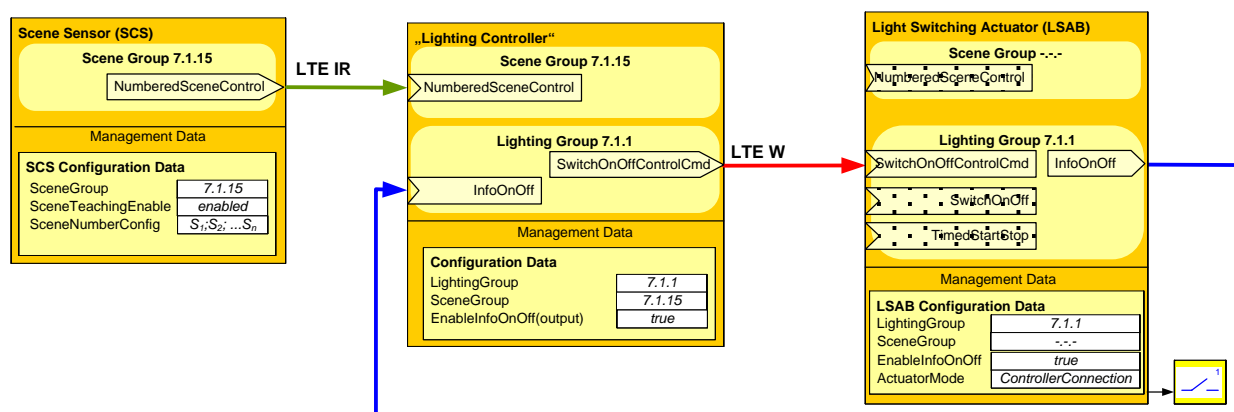 Scene Sensor (SCS)
Scene Group 7.1.15
NumberedSceneControl
Management Data
SCS Configuration Data
SceneGroup 7.1.15
SceneTeachingEnable enabled
SceneNumberConfig S1;S2; ...Sn
LTE IR
„Lighting Controller“
Scene Group 7.1.15
NumberedSceneControl
Lighting Group 7.1.1
SwitchOnOffControlCmd
InfoOnOff
Management Data
Configuration Data
LightingGroup 7.1.1
SceneGroup 7.1.15
EnableInfoOnOff(output) true
LTE W
Light Switching Actuator (LSAB)
Scene Group -.-.-
NumberedSceneControl
Lighting Group 7.1.1
SwitchOnOffControlCmd InfoOnOff
SwitchOnOff
TimedStartStop
Management Data
LSAB Configuration Data
LightingGroup 7.1.1
SceneGroup -.-.-
EnableInfoOnOff true
ActuatorMode ControllerConnection
1